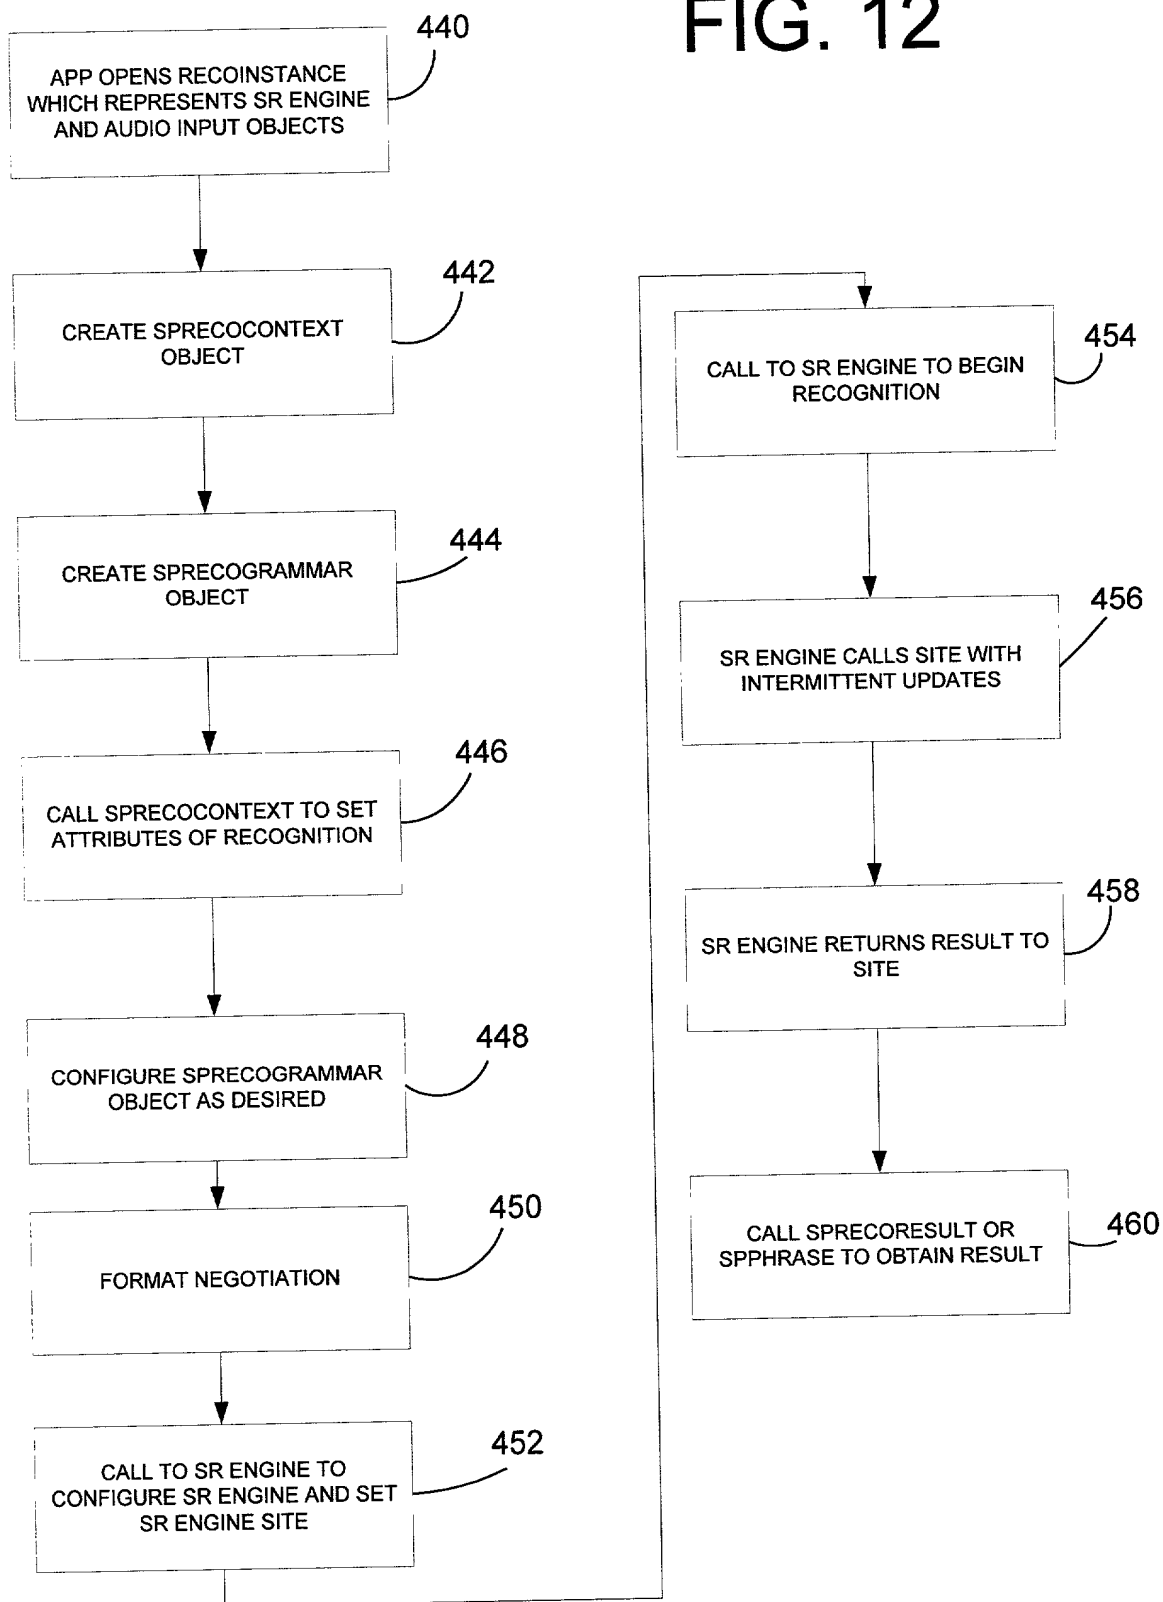 FIG. 12
440
APP OPENS RECOINSTANCE
WHICH REPRESENTS SR ENGINE
AND AUDIO INPUT OBJECTS
442
CREATE SPRECOCONTEXT
OBJECT
444
CREATE SPRECOGRAMMAR
OBJECT
446
CALL SPRECOCONTEXT TO SET
ATTRIBUTES OF RECOGNITION
448
CONFIGURE SPRECOGRAMMAR
OBJECT AS DESIRED
450
FORMAT NEGOTIATION
452
CALL TO SR ENGINE TO
CONFIGURE SR ENGINE AND SET
SR ENGINE SITE
454
CALL TO SR ENGINE TO BEGIN
RECOGNITION
456
SR ENGINE CALLS SITE WITH
INTERMITTENT UPDATES
458
SR ENGINE RETURNS RESULT TO
SITE
460
CALL SPRECORESULT OR
SPPHRASE TO OBTAIN RESULT